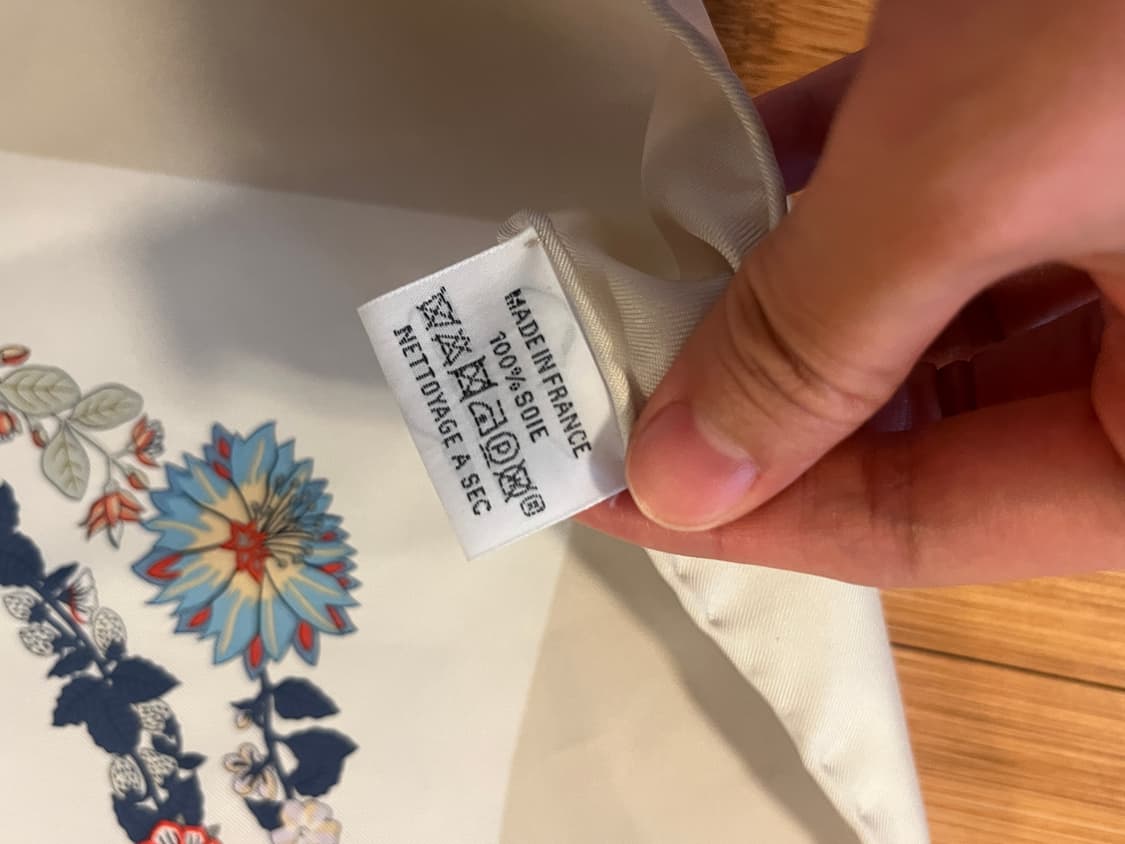 MADE IN FRANCE
100% SOIE
P ®
NETTOYAGE A SEC